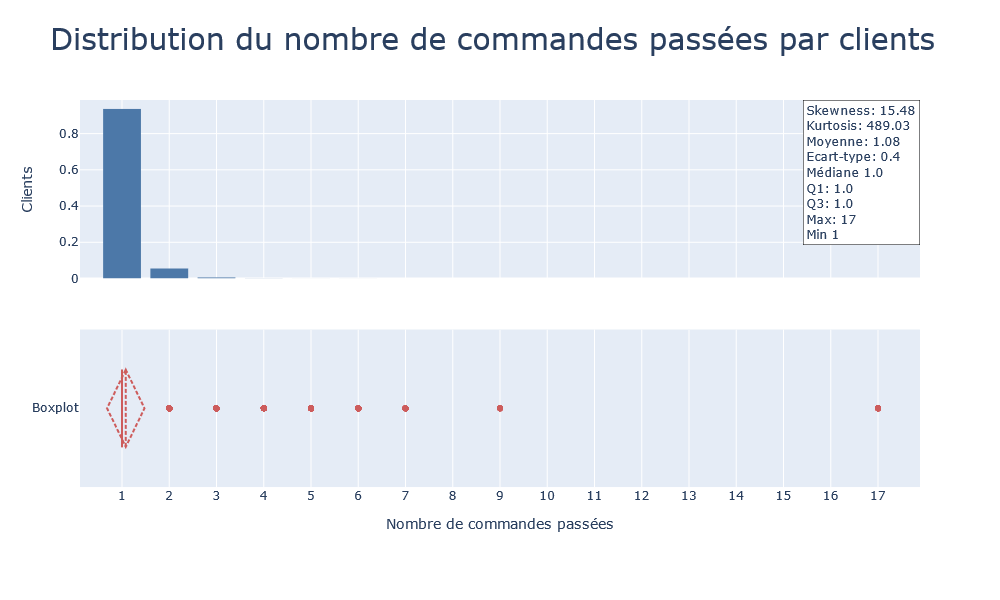 Distribution du nombre de commandes passées par clients
Skewness: 15.48
Kurtosis: 489.03
Moyenne: 1.08
Ecart-type: 0.4
Médiane 1.0
Q1: 1.0
Q3: 1.0
Max: 17
Min 1
Clients
0.8
0.6
0.4
0.2
0
Boxplot
1 2 3 4 5 6 7 8 9 10 11 12 13 14 15 16 17
Nombre de commandes passées